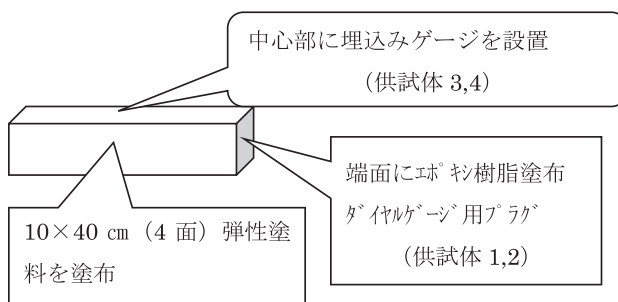 中心部に埋込みゲージを設置
(供試体 3,4)
端面にｴﾎﾟｷｼ樹脂塗布
ﾀﾞｲﾔﾙｹﾞｰｼﾞ用ﾌﾟﾗｸﾞ
(供試体 1,2)
10×40 ㎝（4 面）弾性塗
料を塗布